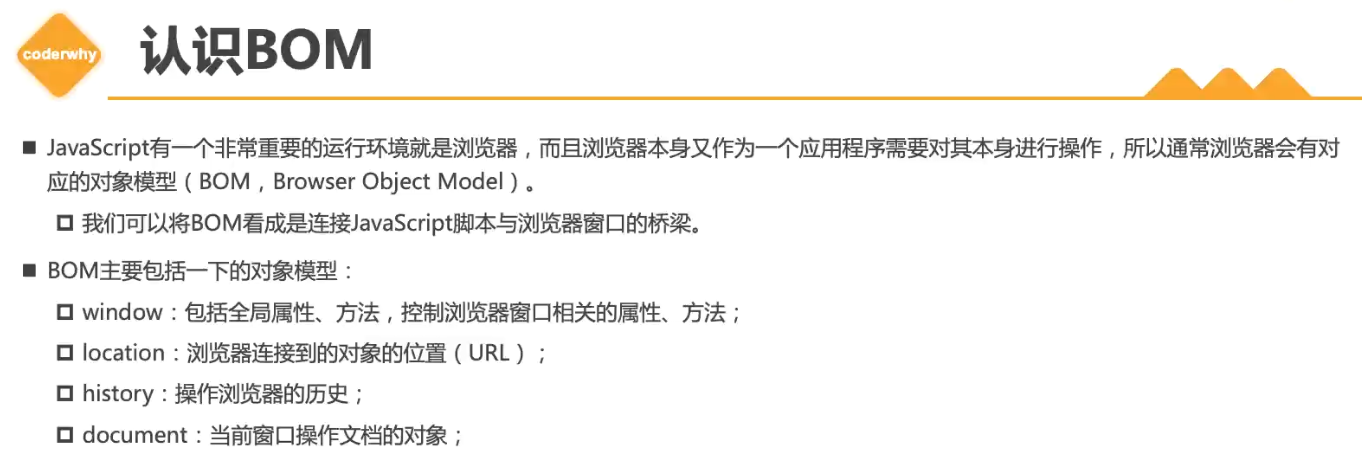 coderwhy
认识BOM
JavaScript有一个非常重要的运行环境就是浏览器，而且浏览器本身又作为一个应用程序需要对其本身进行操作，所以通常浏览器会有对
应的对象模型（BOM，Browser Object Model）。
我们可以将BOM看成是连接JavaScript脚本与浏览器窗口的桥梁。
BOM主要包括一下的对象模型：
window：包括全局属性、方法，控制浏览器窗口相关的属性、方法；
location：浏览器连接到的对象的位置（URL）；
history：操作浏览器的历史；
document：当前窗口操作文档的对象；